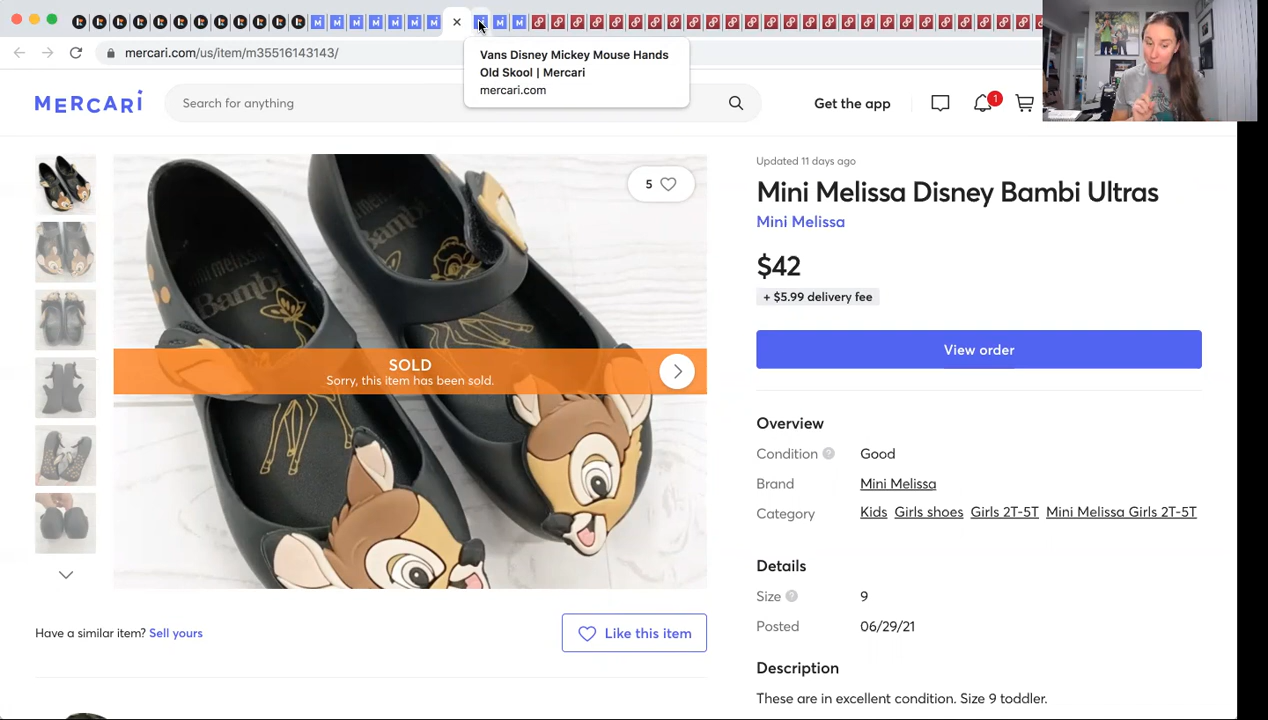 mercari.com/us/item/m35516143143/
Vans Disney Mickey Mouse Hands
Old Skool | Mercari
mercari.com
MERCARI
Search for anything
Get the app
1
5
Bambi
mini melissa
Bambi
SOLD
Sorry, this item has been sold.
Have a similar item? Sell yours
Like this item
Updated 11 days ago
Mini Melissa Disney Bambi Ultras
Mini Melissa
$42
+ $5.99 delivery fee
View order
Overview
Condition ? Good
Brand Mini Melissa
Category Kids Girls shoes Girls 2T-5T Mini Melissa Girls 2T-5T
Details
Size ? 9
Posted 06/29/21
Description
These are in excellent condition. Size 9 toddler.